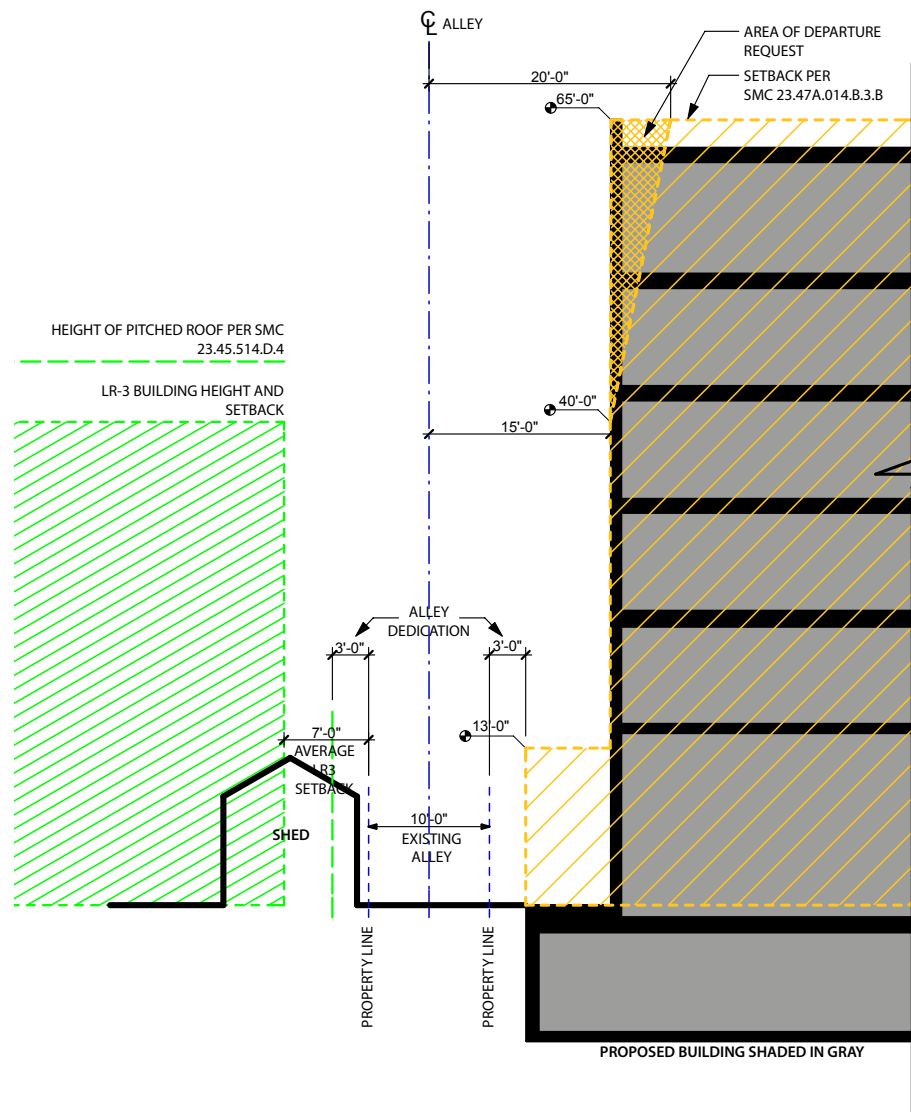 ℄ ALLEY
AREA OF DEPARTURE
REQUEST
SETBACK PER
SMC 23.47A.014.B.3.B
20'-0"
65'-0"
HEIGHT OF PITCHED ROOF PER SMC
23.45.514.D.4
LR-3 BUILDING HEIGHT AND
SETBACK
40'-0"
15'-0"
ALLEY
DEDICATION
3'-0"
3'-0"
7'-0"
AVERAGE
LR3
SETBACK
13'-0"
SHED
10'-0"
EXISTING
ALLEY
PROPERTY LINE
PROPERTY LINE
PROPOSED BUILDING SHADED IN GRAY